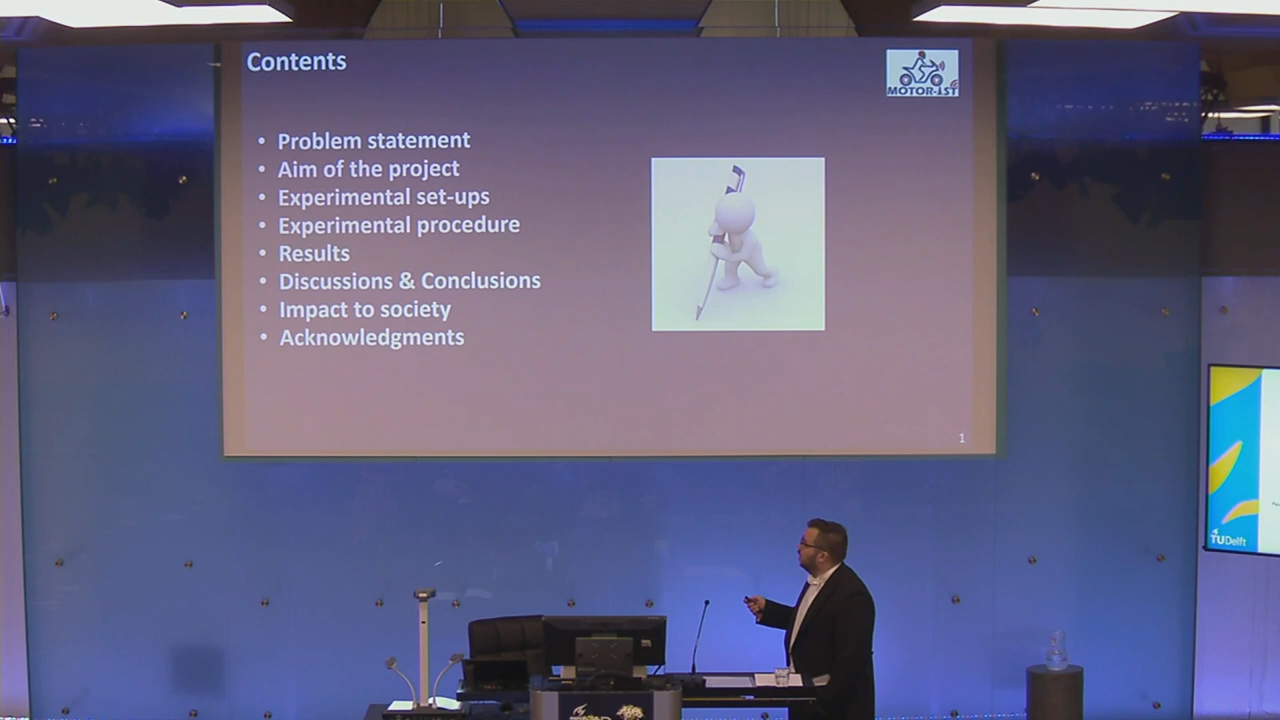 Contents
MOTOR-IST
• Problem statement
• Aim of the project
• Experimental set-ups
• Experimental procedure
• Results
• Discussions & Conclusions
• Impact to society
• Acknowledgments
1
TUDelft